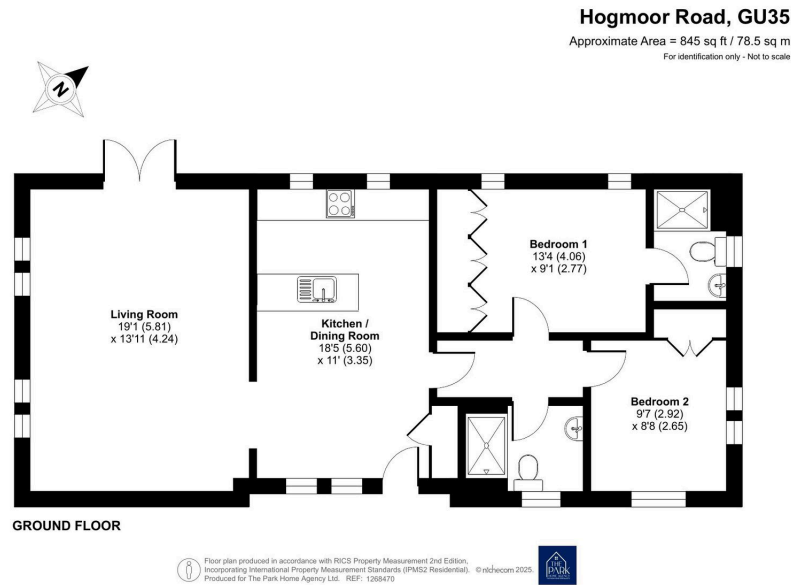 Hogmoor Road, GU35
Approximate Area = 845 sq ft / 78.5 sq m
For identification only - Not to scale
N
Bedroom 1
13'4 (4.06)
x 9'1 (2.77)
Living Room
19'1 (5.81)
x 13'11 (4.24)
Kitchen /
Dining Room
18'5 (5.60)
x 11' (3.35)
Bedroom 2
9'7 (2.92)
x 8'8 (2.65)
GROUND FLOOR
Floor plan produced in accordance with RICS Property Measurement 2nd Edition,
Incorporating International Property Measurement Standards (IPMS2 Residential). © nichecom 2025.
Produced for The Park Home Agency Ltd. REF: 1268470
THE
PARK
HOME AGENCY